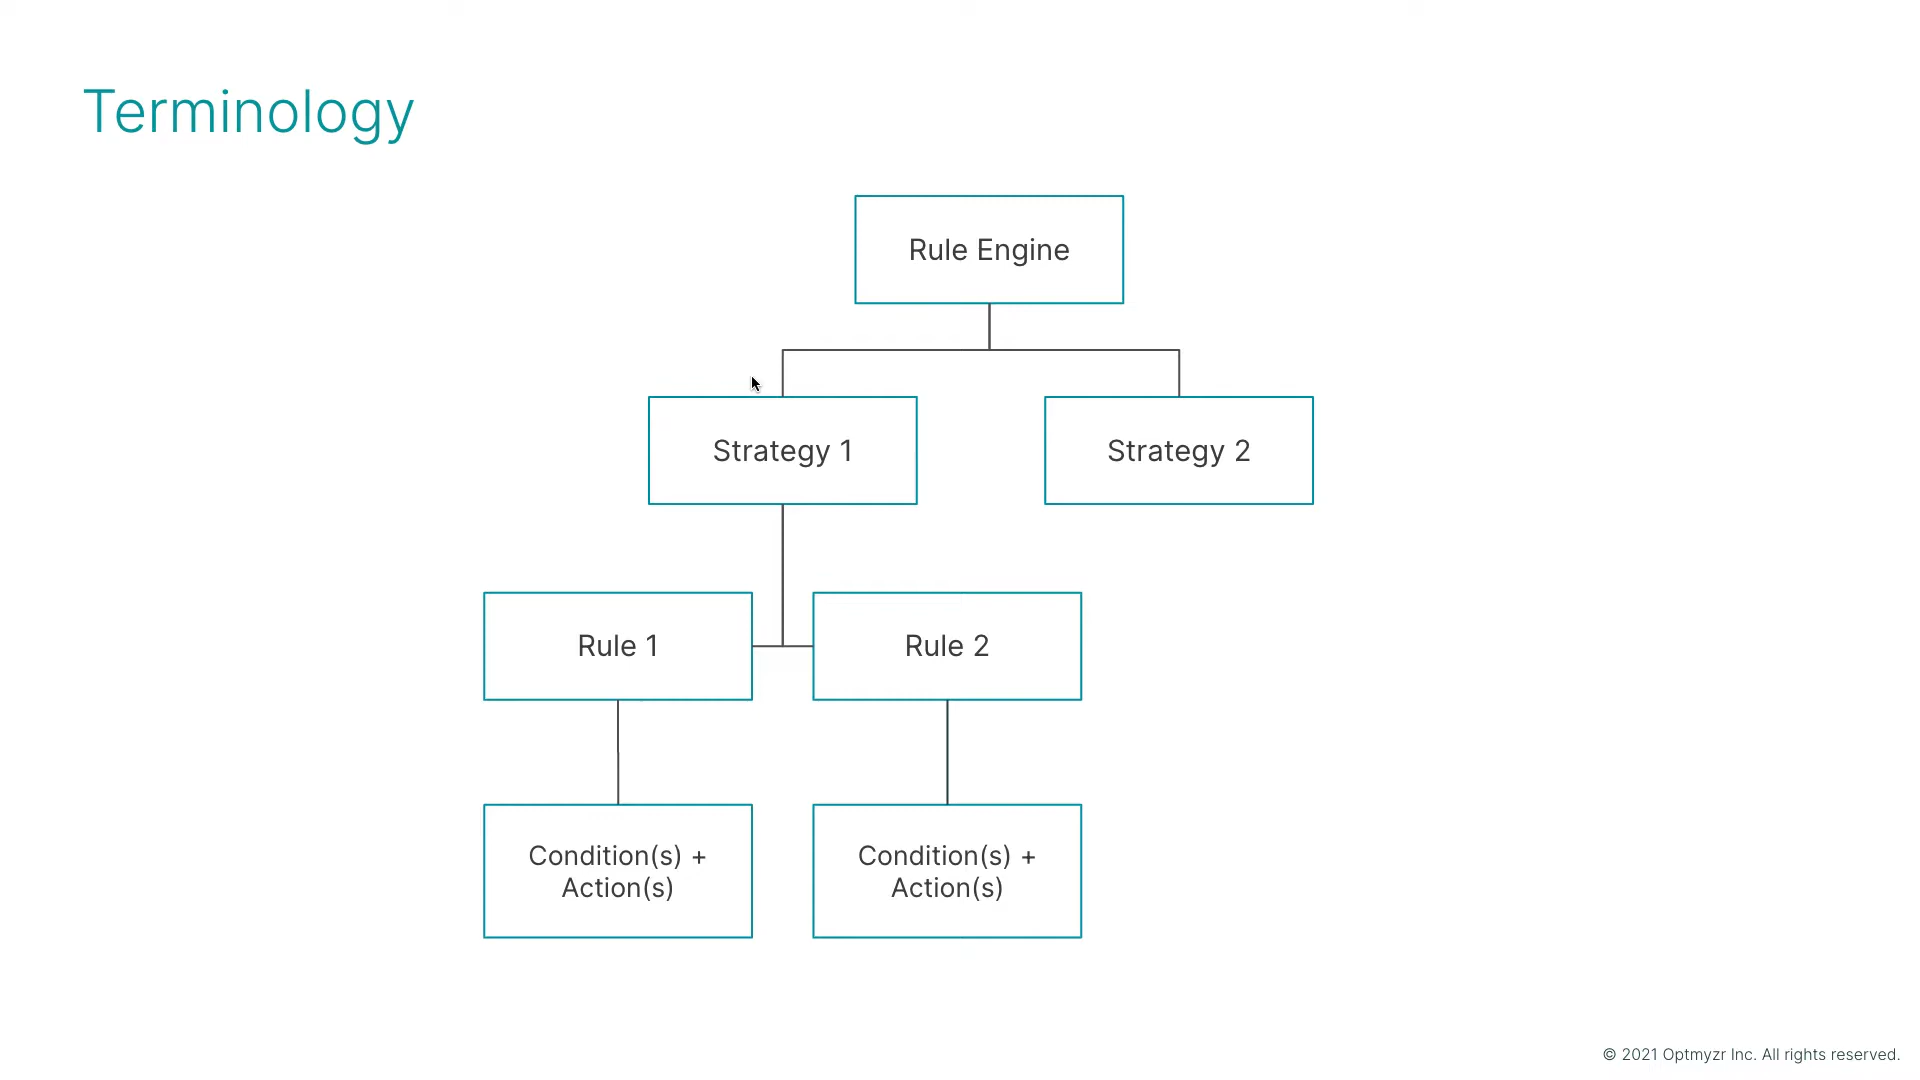 Terminology
Rule Engine
Strategy 1
Strategy 2
Rule 1
Rule 2
Condition(s) +
Action(s)
Condition(s) +
Action(s)
© 2021 Optmyzr Inc. All rights reserved.